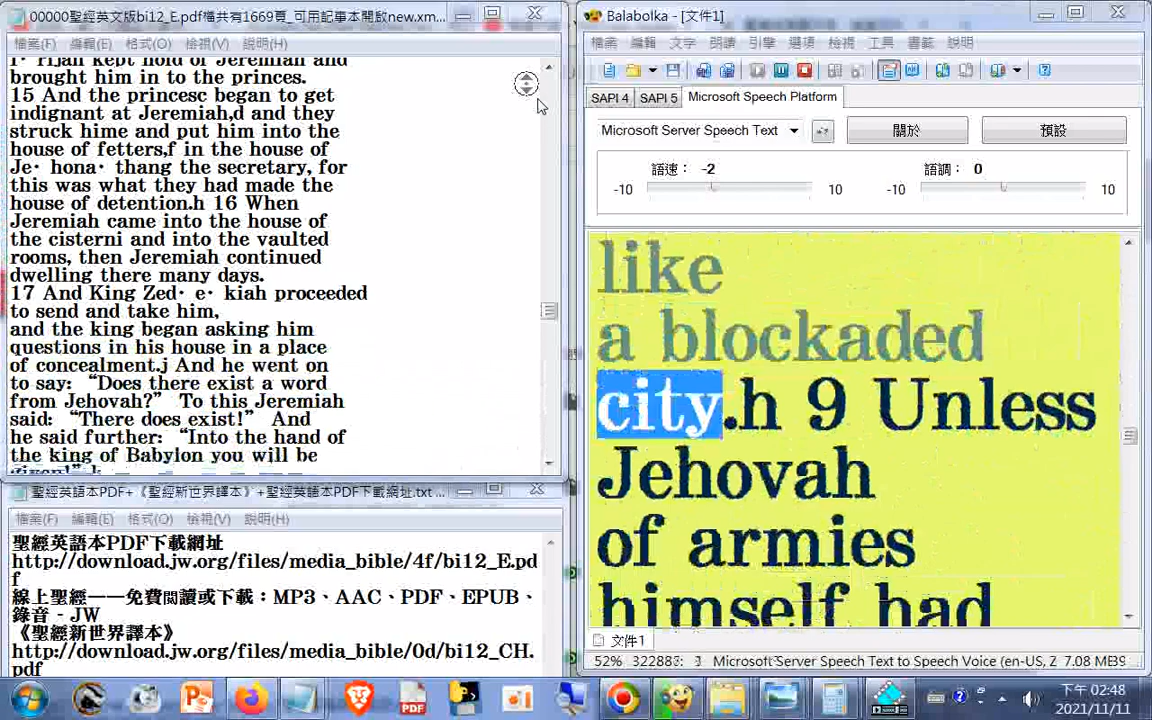 00000聖經英文版bi12_E.pdf檔共有1669頁_可用記事本開啟new.xm...
檔案(F) 編輯(E) 格式(O) 檢視(V) 說明(H)
i‧ rijah kept hold of Jeremiah and
brought him in to the princes.
15 And the princesc began to get
indignant at Jeremiah,d and they
struck hime and put him into the
house of fetters,f in the house of
Je‧ hona‧ thang the secretary, for
this was what they had made the
house of detention.h 16 When
Jeremiah came into the house of
the cisterni and into the vaulted
rooms, then Jeremiah continued
dwelling there many days.
17 And King Zed‧ e‧ kiah proceeded
to send and take him,
and the king began asking him
questions in his house in a place
of concealment.j And he went on
to say: “Does there exist a word
from Jehovah?” To this Jeremiah
said: “There does exist!” And
he said further: “Into the hand of
the king of Babylon you will be
given!”k
聖經英語本PDF+《聖經新世界譯本》+聖經英語本PDF下載網址.txt ...
檔案(F) 編輯(E) 格式(O) 檢視(V) 說明(H)
聖經英語本PDF下載網址
http://download.jw.org/files/media_bible/4f/bi12_E.pd
f
線上聖經——免費閱讀或下載：MP3、AAC、PDF、EPUB、
錄音 - JW
《聖經新世界譯本》
http://download.jw.org/files/media_bible/0d/bi12_CH.
pdf
Balabolka - [文件1]
檔案 編輯 文字 朗讀 引擎 選項 檢視 工具 書籤 說明
SAPI 4 SAPI 5 Microsoft Speech Platform
Microsoft Server Speech Text 關於 預設
語速： -2 語調： 0
-10 10 -10 10
like
a blockaded
city.h 9 Unless
Jehovah
of armies
himself had
文件1
52% Microsoft Server Speech Text to Speech Voice (en-US, Z 7.08 MB
下午 02:48
2021/11/11